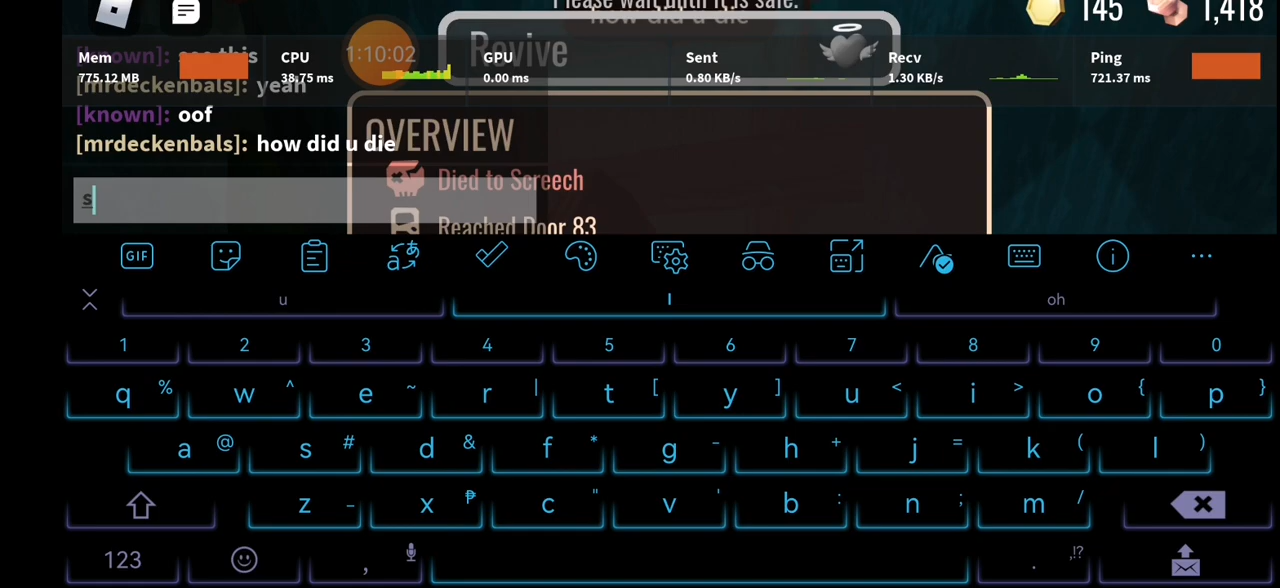 Please wait until it is safe.
how did u die
145
1,418
[known]: see this
1:10:02
Revive
Mem
775.12 MB
CPU
38.75 ms
GPU
0.00 ms
Sent
0.80 KB/s
Recv
1.30 KB/s
Ping
721.37 ms
[mrdeckenbals]: yeah
[known]: oof
[mrdeckenbals]: how did u die
OVERVIEW
Died to Screech
Reached Door 83
s
GIF
u
I
oh
1 2 3 4 5 6 7 8 9 0
q % w ^ e ~ r | t [ y ] u < i > o { p }
a @ s # d & f * g - h + j = k ( l )
z _ x ₱ c " v ' b : n ; m /
123 , . ,!?